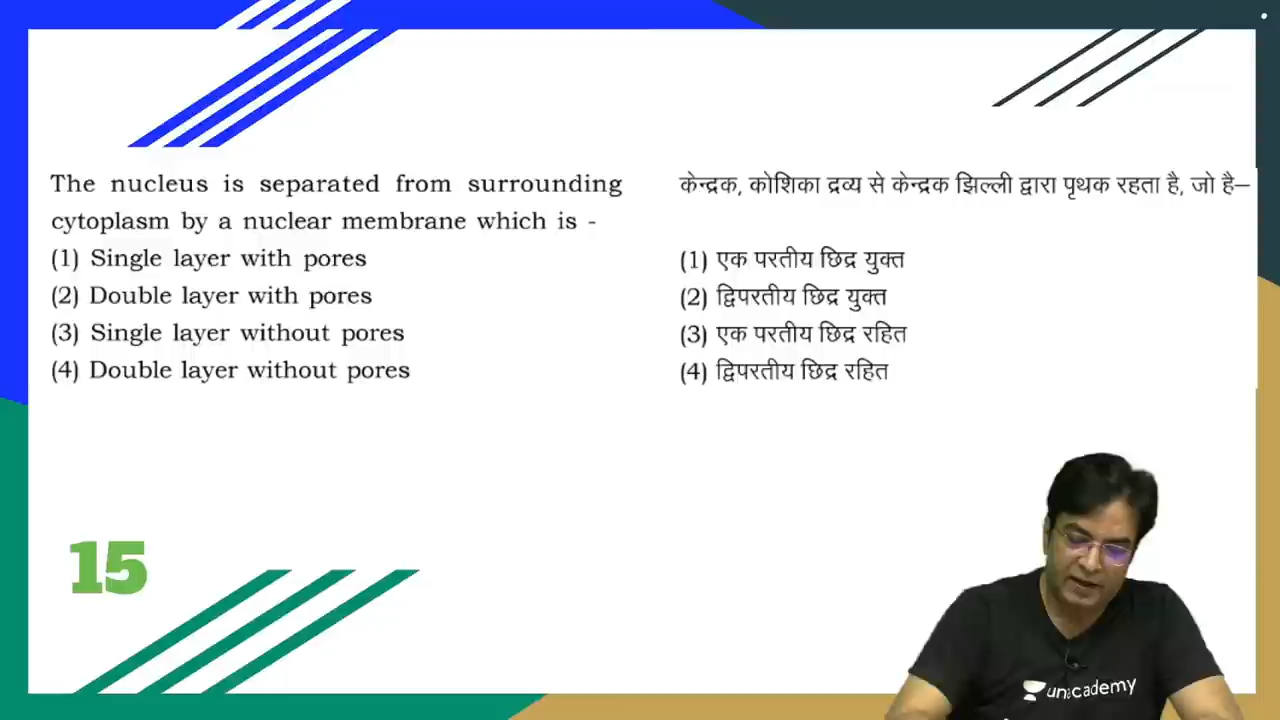 The nucleus is separated from surrounding
cytoplasm by a nuclear membrane which is -
(1) Single layer with pores
(2) Double layer with pores
(3) Single layer without pores
(4) Double layer without pores
केन्द्रक, कोशिका द्रव्य से केन्द्रक झिल्ली द्वारा पृथक रहता है, जो है–
(1) एक परतीय छिद्र युक्त
(2) द्विपरतीय छिद्र युक्त
(3) एक परतीय छिद्र रहित
(4) द्विपरतीय छिद्र रहित
15
unacademy